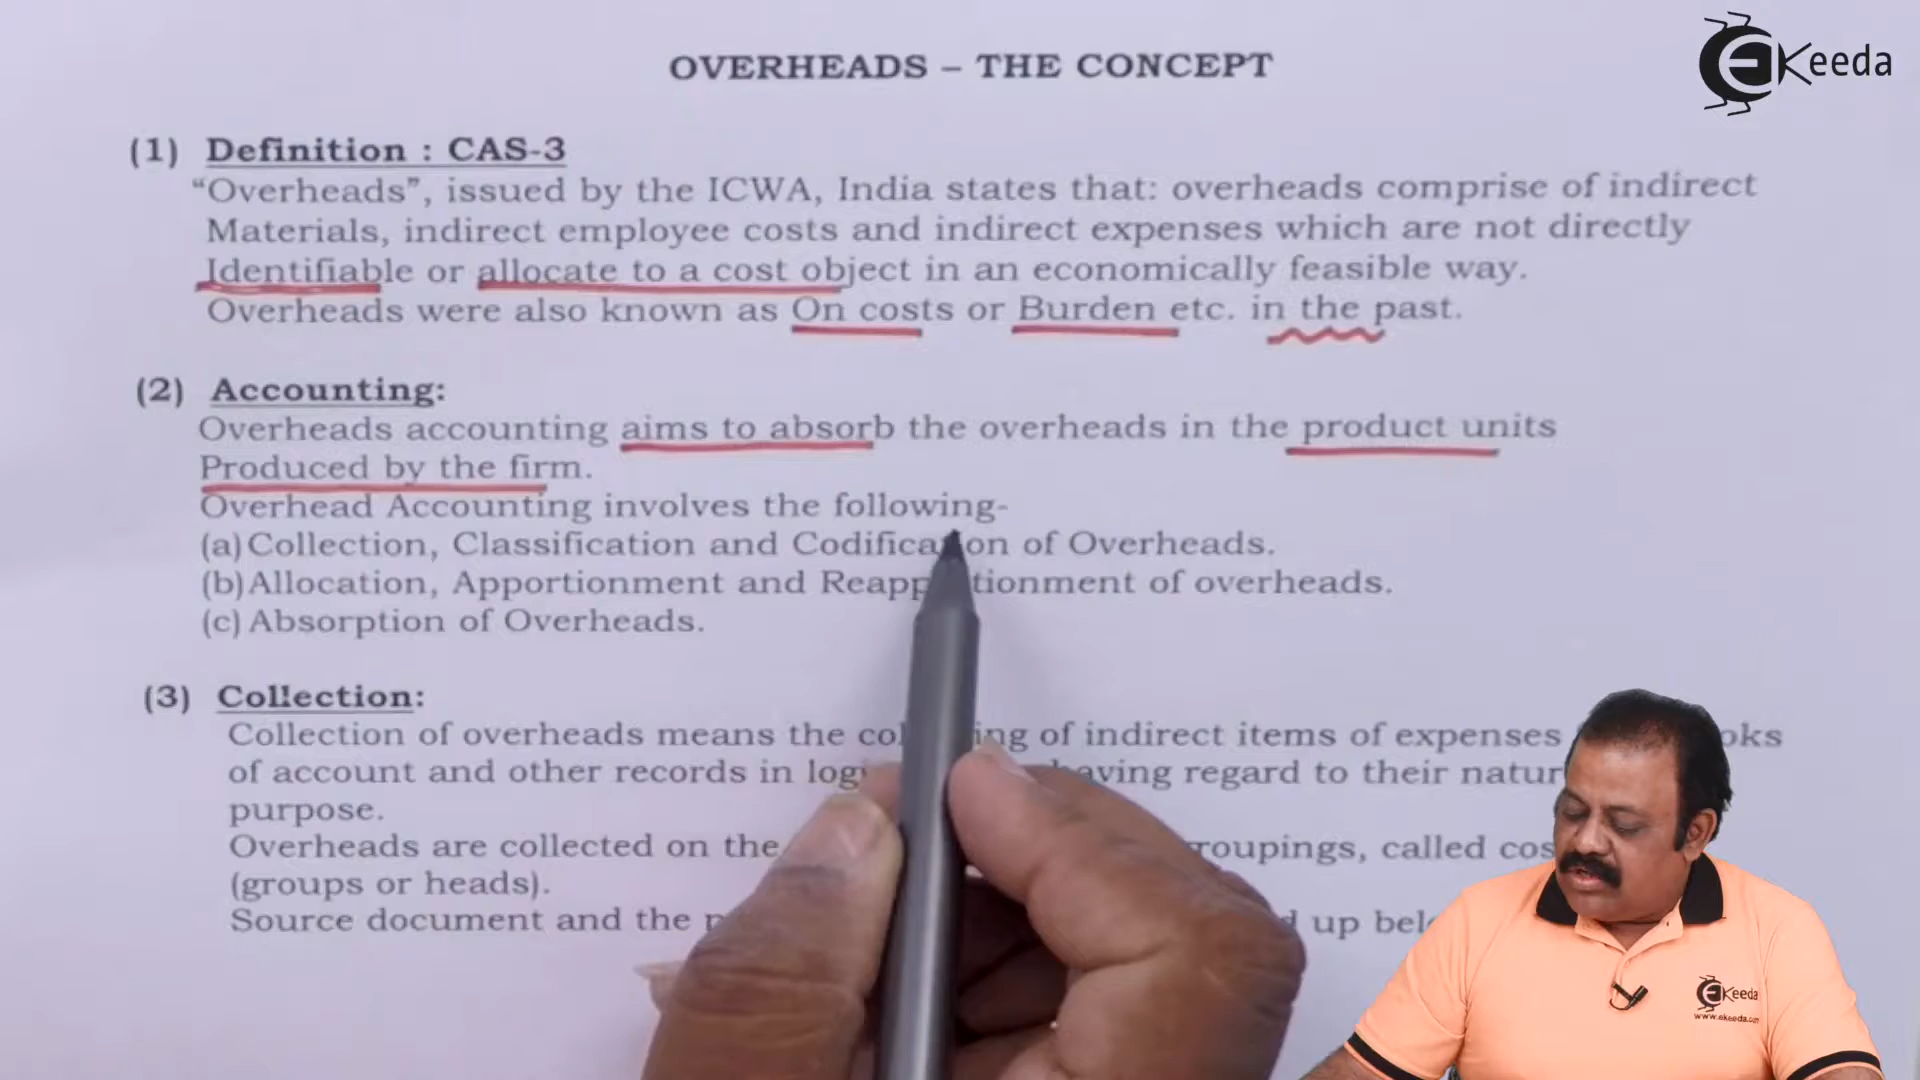 OVERHEADS – THE CONCEPT
Keeda
(1) Definition : CAS-3
“Overheads”, issued by the ICWA, India states that: overheads comprise of indirect
Materials, indirect employee costs and indirect expenses which are not directly
Identifiable or allocate to a cost object in an economically feasible way.
Overheads were also known as On costs or Burden etc. in the past.
(2) Accounting:
Overheads accounting aims to absorb the overheads in the product units
Produced by the firm.
Overhead Accounting involves the following-
(a) Collection, Classification and Codification of Overheads.
(b) Allocation, Apportionment and Reapportionment of overheads.
(c) Absorption of Overheads.
(3) Collection:
Collection of overheads means the of indirect items of expenses
of account and other records in having regard to their
purpose.
Overheads are collected on the groupings, called
(groups or heads).
Source document and the up
Keeda
www.ekeeda.com